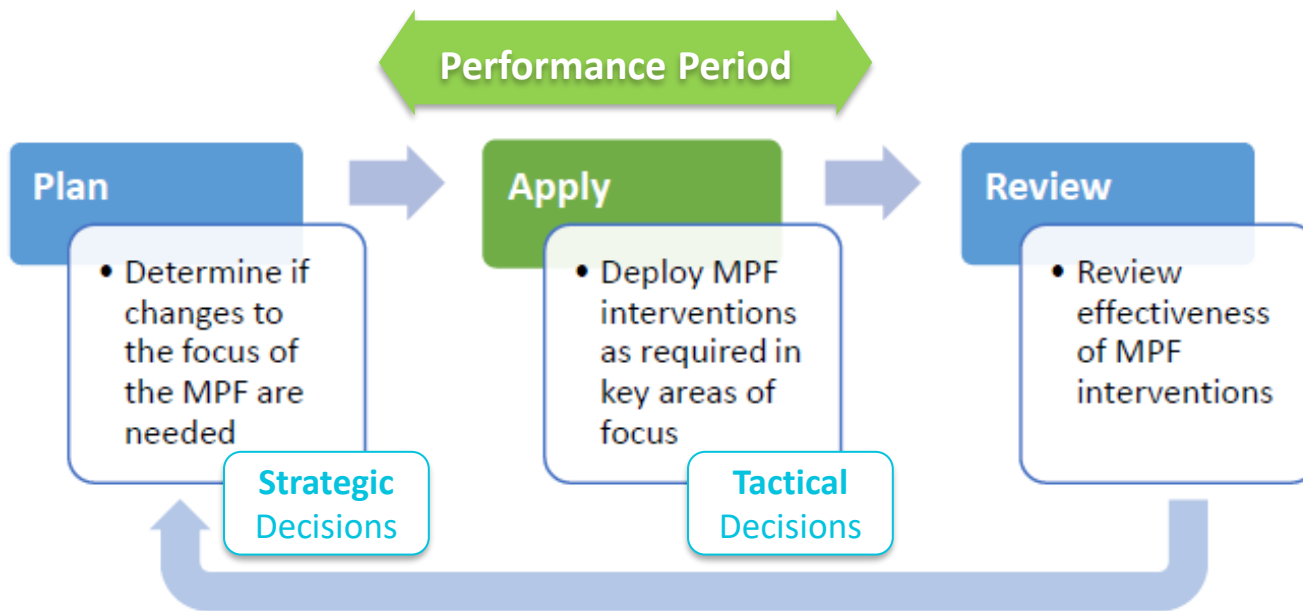 Performance Period
Plan
• Determine if
changes to
the focus of
the MPF are
needed
Strategic
Decisions
Apply
• Deploy MPF
interventions
as required in
key areas of
focus
Tactical
Decisions
Review
• Review
effectiveness
of MPF
interventions